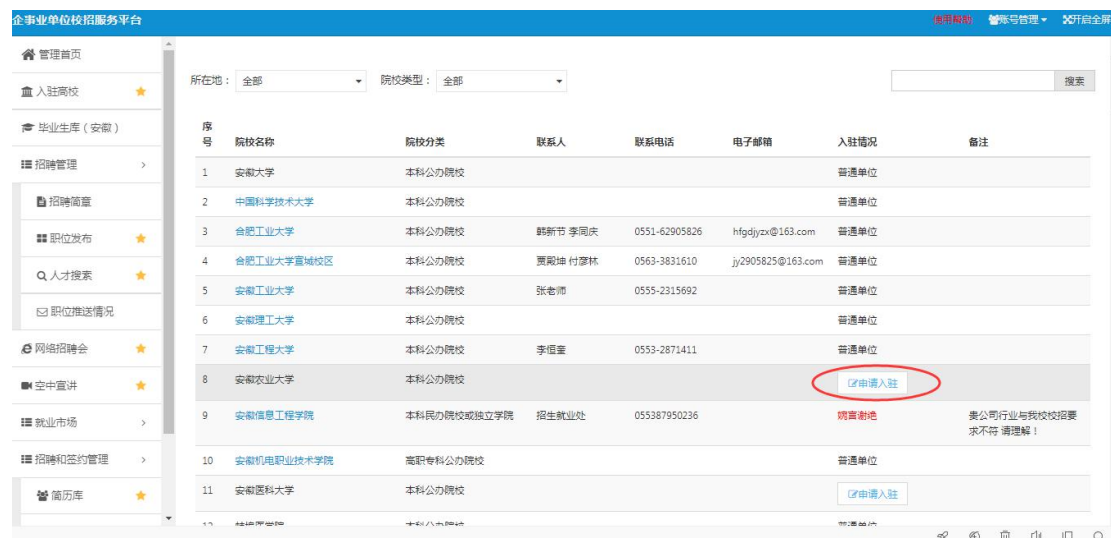 企事业单位校招服务平台 使用帮助 账号管理 开启全屏
管理首页
入驻高校
毕业生库（安徽）
招聘管理
招聘简章
职位发布
人才搜索
职位推送情况
网络招聘会
空中宣讲
就业市场
招聘和签约管理
简历库
所在地： 全部 院校类型： 全部 搜索
序号 院校名称 院校分类 联系人 联系电话 电子邮箱 入驻情况 备注
1 安徽大学 本科公办院校 普通单位
2 中国科学技术大学 本科公办院校 普通单位
3 合肥工业大学 本科公办院校 韩新节 李同庆 0551-62905826 hfgdjyzx@163.com 普通单位
4 合肥工业大学宣城校区 本科公办院校 贾殿坤 付彦林 0563-3831610 jy2905825@163.com 普通单位
5 安徽工业大学 本科公办院校 张老师 0555-2315692 普通单位
6 安徽理工大学 本科公办院校 普通单位
7 安徽工程大学 本科公办院校 李恒奎 0553-2871411 普通单位
8 安徽农业大学 本科公办院校 申请入驻
9 安徽信息工程学院 本科民办院校或独立学院 招生就业处 055387950236 婉言谢绝 贵公司行业与我校校招要
求不符 请理解！
10 安徽机电职业技术学院 高职专科公办院校 普通单位
11 安徽医科大学 本科公办院校 申请入驻
12 蚌埠医学院 本科公办院校 普通单位